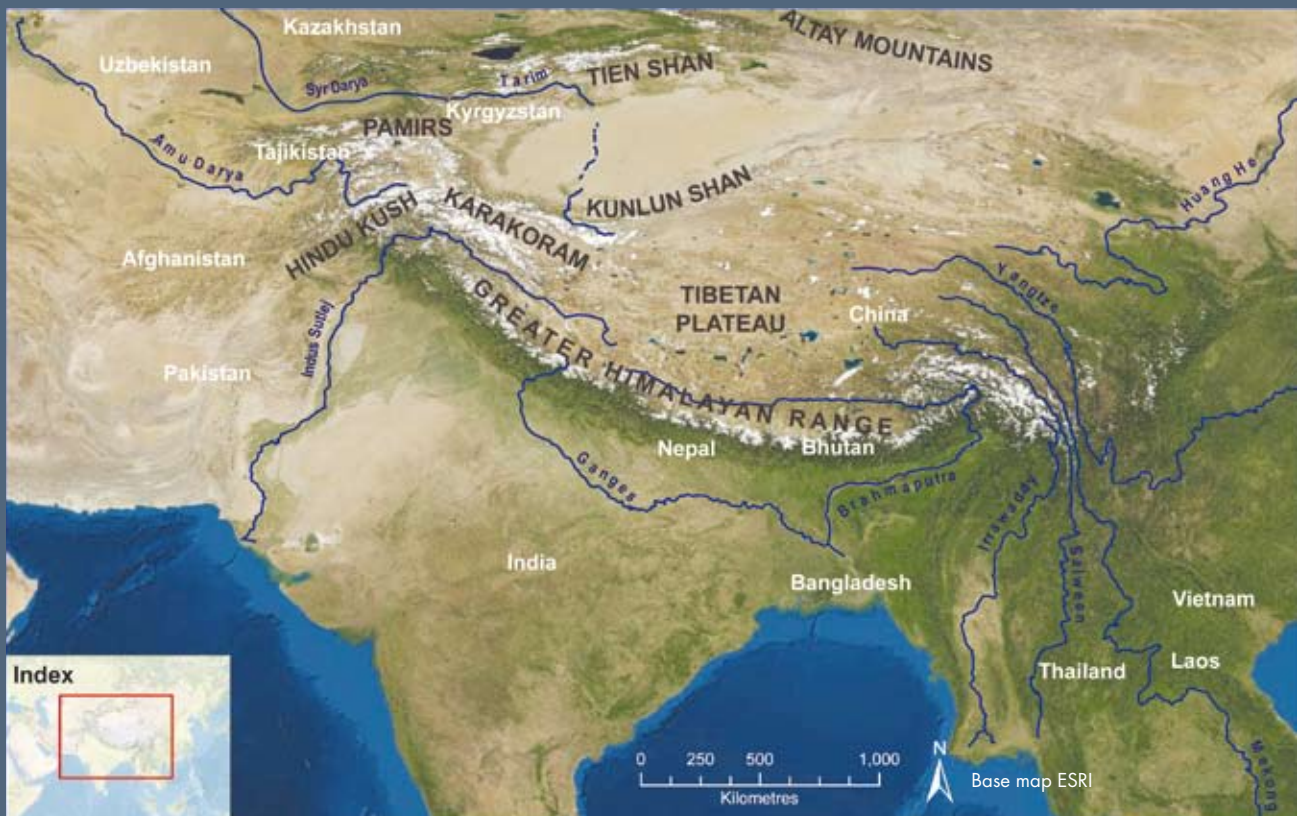 Kazakhstan
ALTAY MOUNTAINS
Uzbekistan
TIEN SHAN
Tarim
Syr Darya
Kyrgyzstan
PAMIRS
Tajikistan
Amu Darya
Huang He
KUNLUN SHAN
KARAKORAM
HINDU KUSH
Afghanistan
Yangtze
TIBETAN
PLATEAU
China
GREATER HIMALAYAN RANGE
Indus Sutlej
Pakistan
Nepal
Bhutan
Ganges
Brahmaputra
Irrawaddy
Salween
India
Bangladesh
Vietnam
Laos
Thailand
Mekong
Index
0 250 500 1,000
Kilometres
N
Base map ESRI